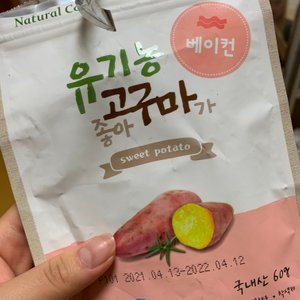 Natural Co
베이컨
유기농
고구마가
좋아
sweet potato
2021.04.13-2022.04.12
국내산 60g